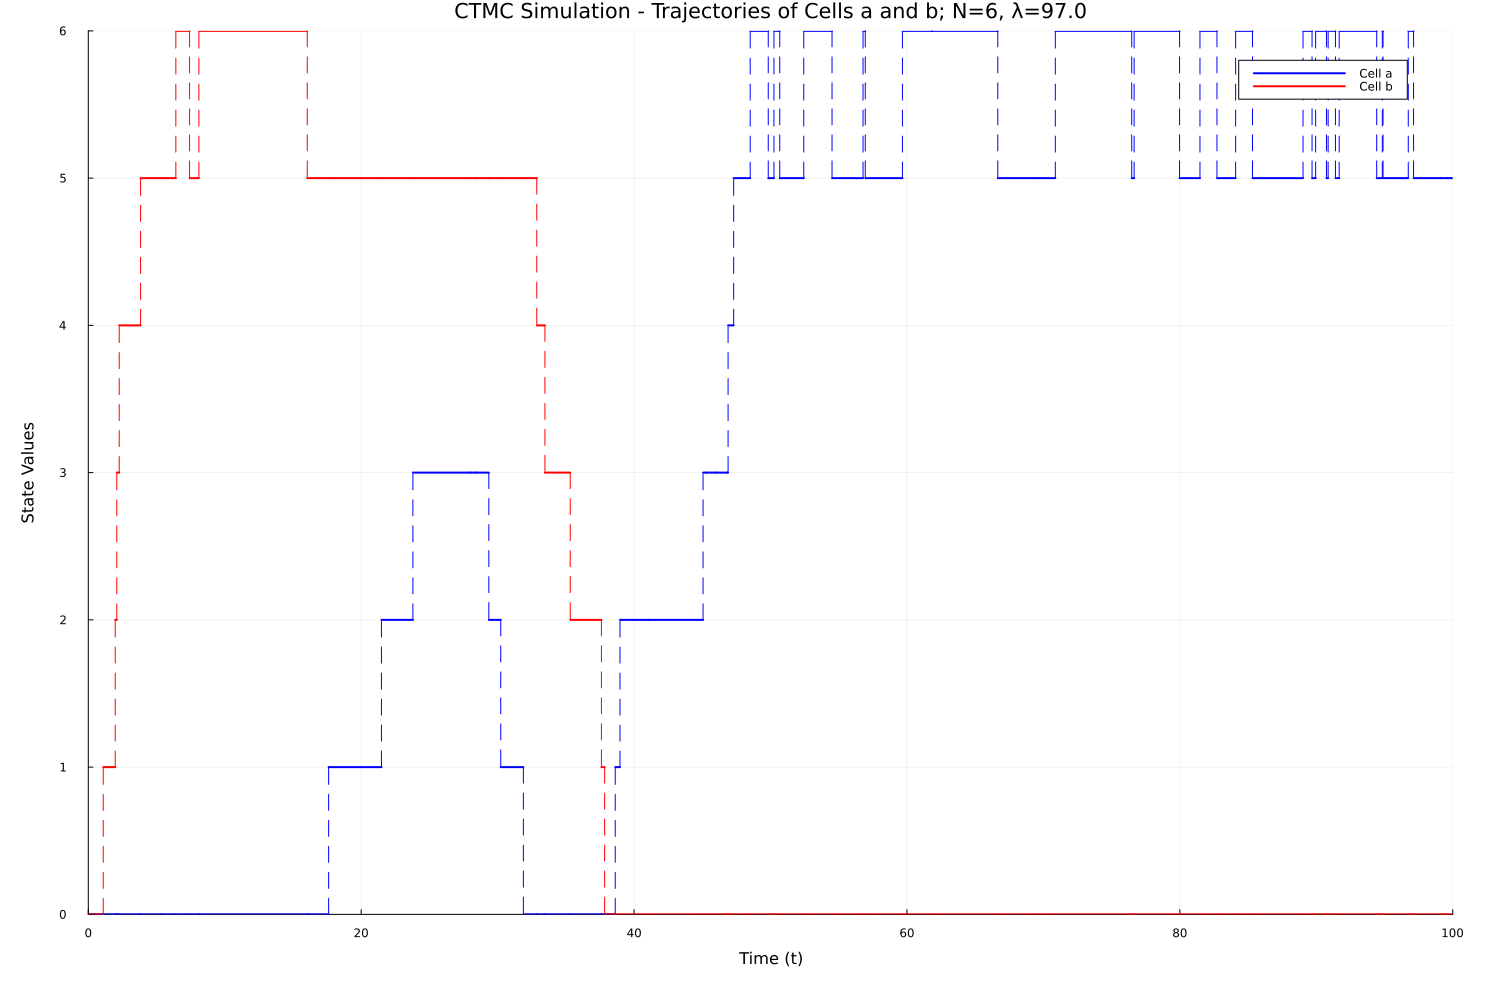 CTMC Simulation - Trajectories of Cells a and b; N=6, λ=97.0
6
Cell a
Cell b
5
4
State Values
3
2
1
0
0 20 40 60 80 100
Time (t)